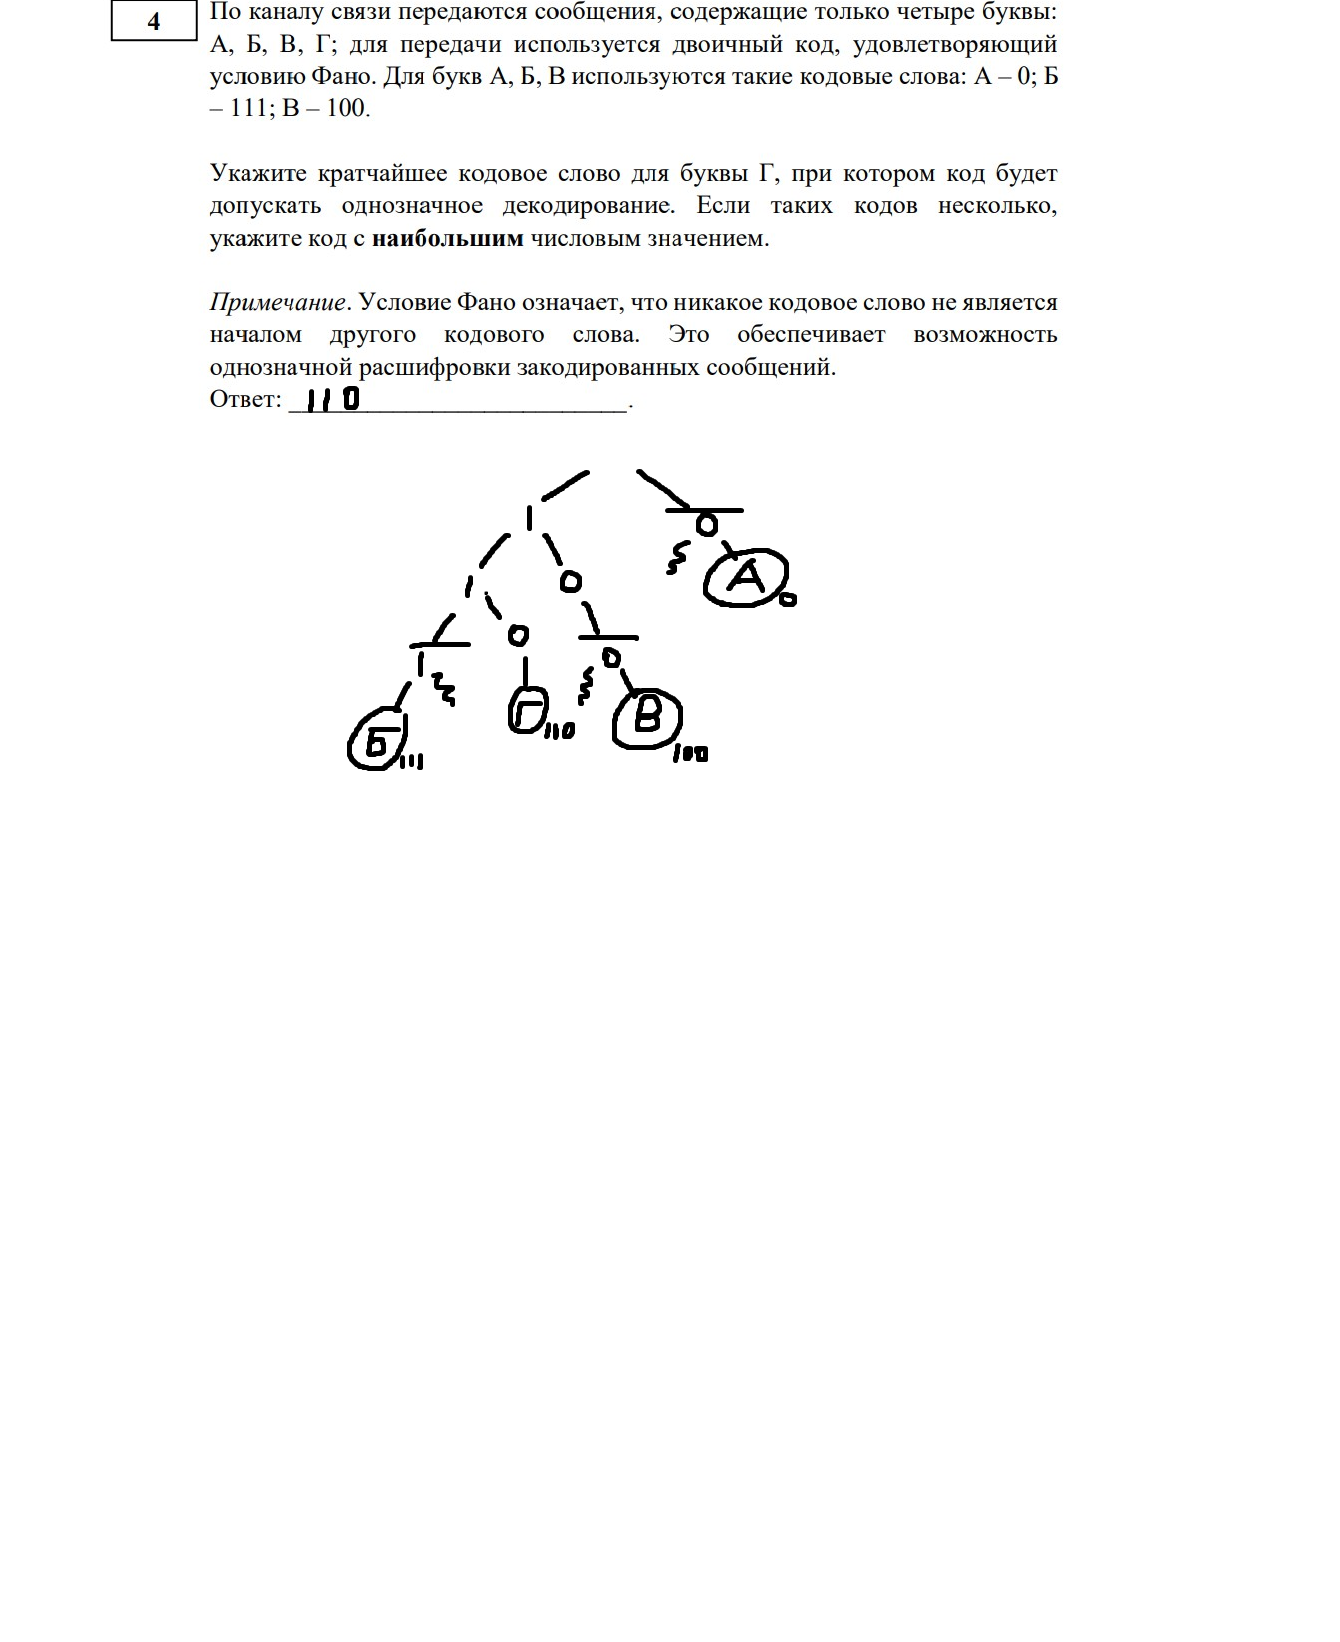 4
По каналу связи передаются сообщения, содержащие только четыре буквы:
А, Б, В, Г; для передачи используется двоичный код, удовлетворяющий
условию Фано. Для букв А, Б, В используются такие кодовые слова: А – 0; Б
– 111; В – 100.
Укажите кратчайшее кодовое слово для буквы Г, при котором код будет
допускать однозначное декодирование. Если таких кодов несколько,
укажите код с наибольшим числовым значением.
Примечание. Условие Фано означает, что никакое кодовое слово не является
началом другого кодового слова. Это обеспечивает возможность
однозначной расшифровки закодированных сообщений.
Ответ: 110.
1 0
1 0 А 0
1 0 0
Б 111 Г 110 В 100